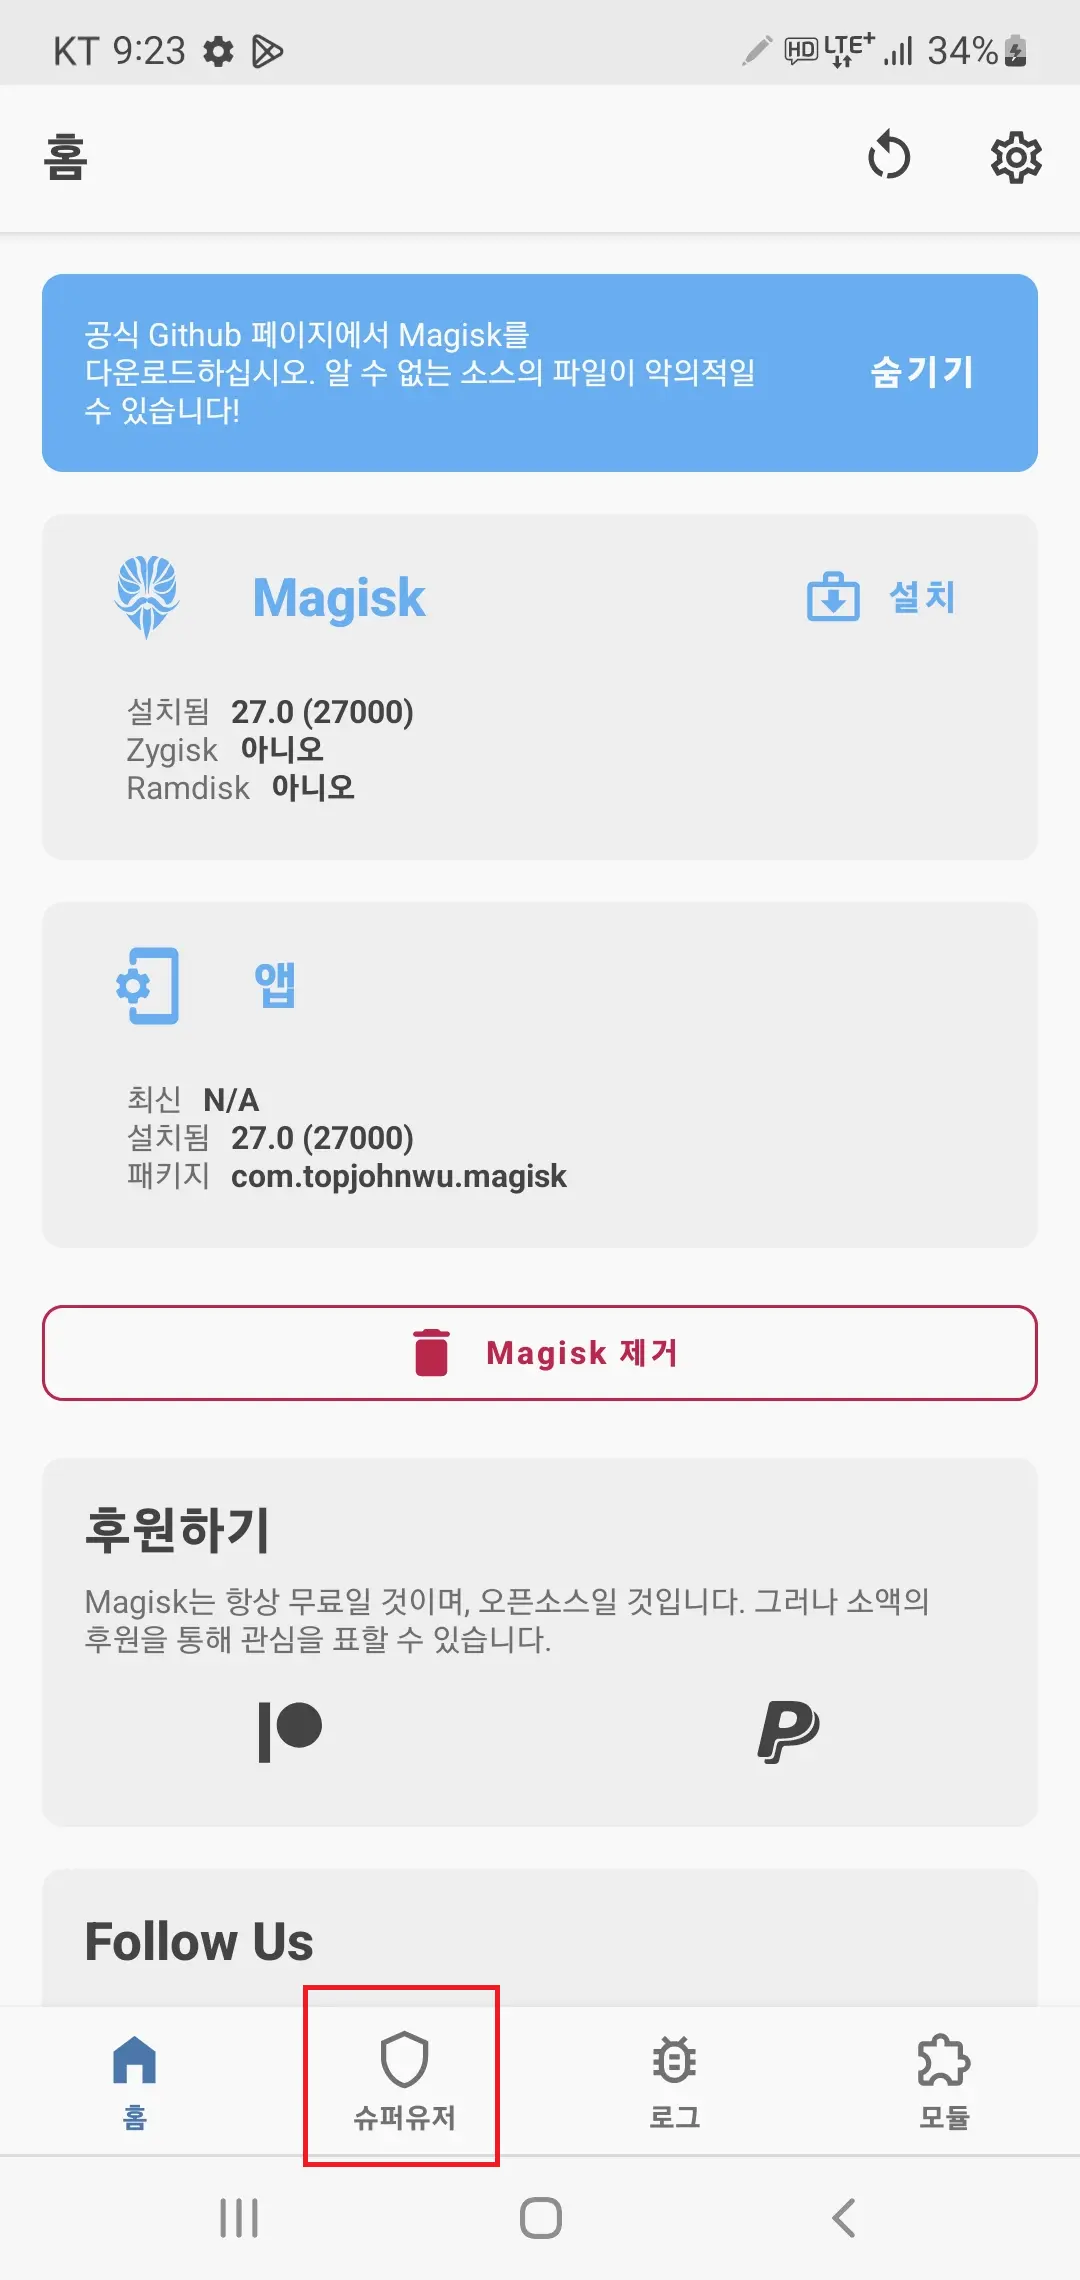 KT 9:23 HD LTE+ 34%
홈
공식 Github 페이지에서 Magisk를
다운로드하십시오. 알 수 없는 소스의 파일이 악의적일
수 있습니다!
숨기기
Magisk 설치
설치됨 27.0 (27000)
Zygisk 아니오
Ramdisk 아니오
앱
최신 N/A
설치됨 27.0 (27000)
패키지 com.topjohnwu.magisk
Magisk 제거
후원하기
Magisk는 항상 무료일 것이며, 오픈소스일 것입니다. 그러나 소액의
후원을 통해 관심을 표할 수 있습니다.
Follow Us
홈 슈퍼유저 로그 모듈